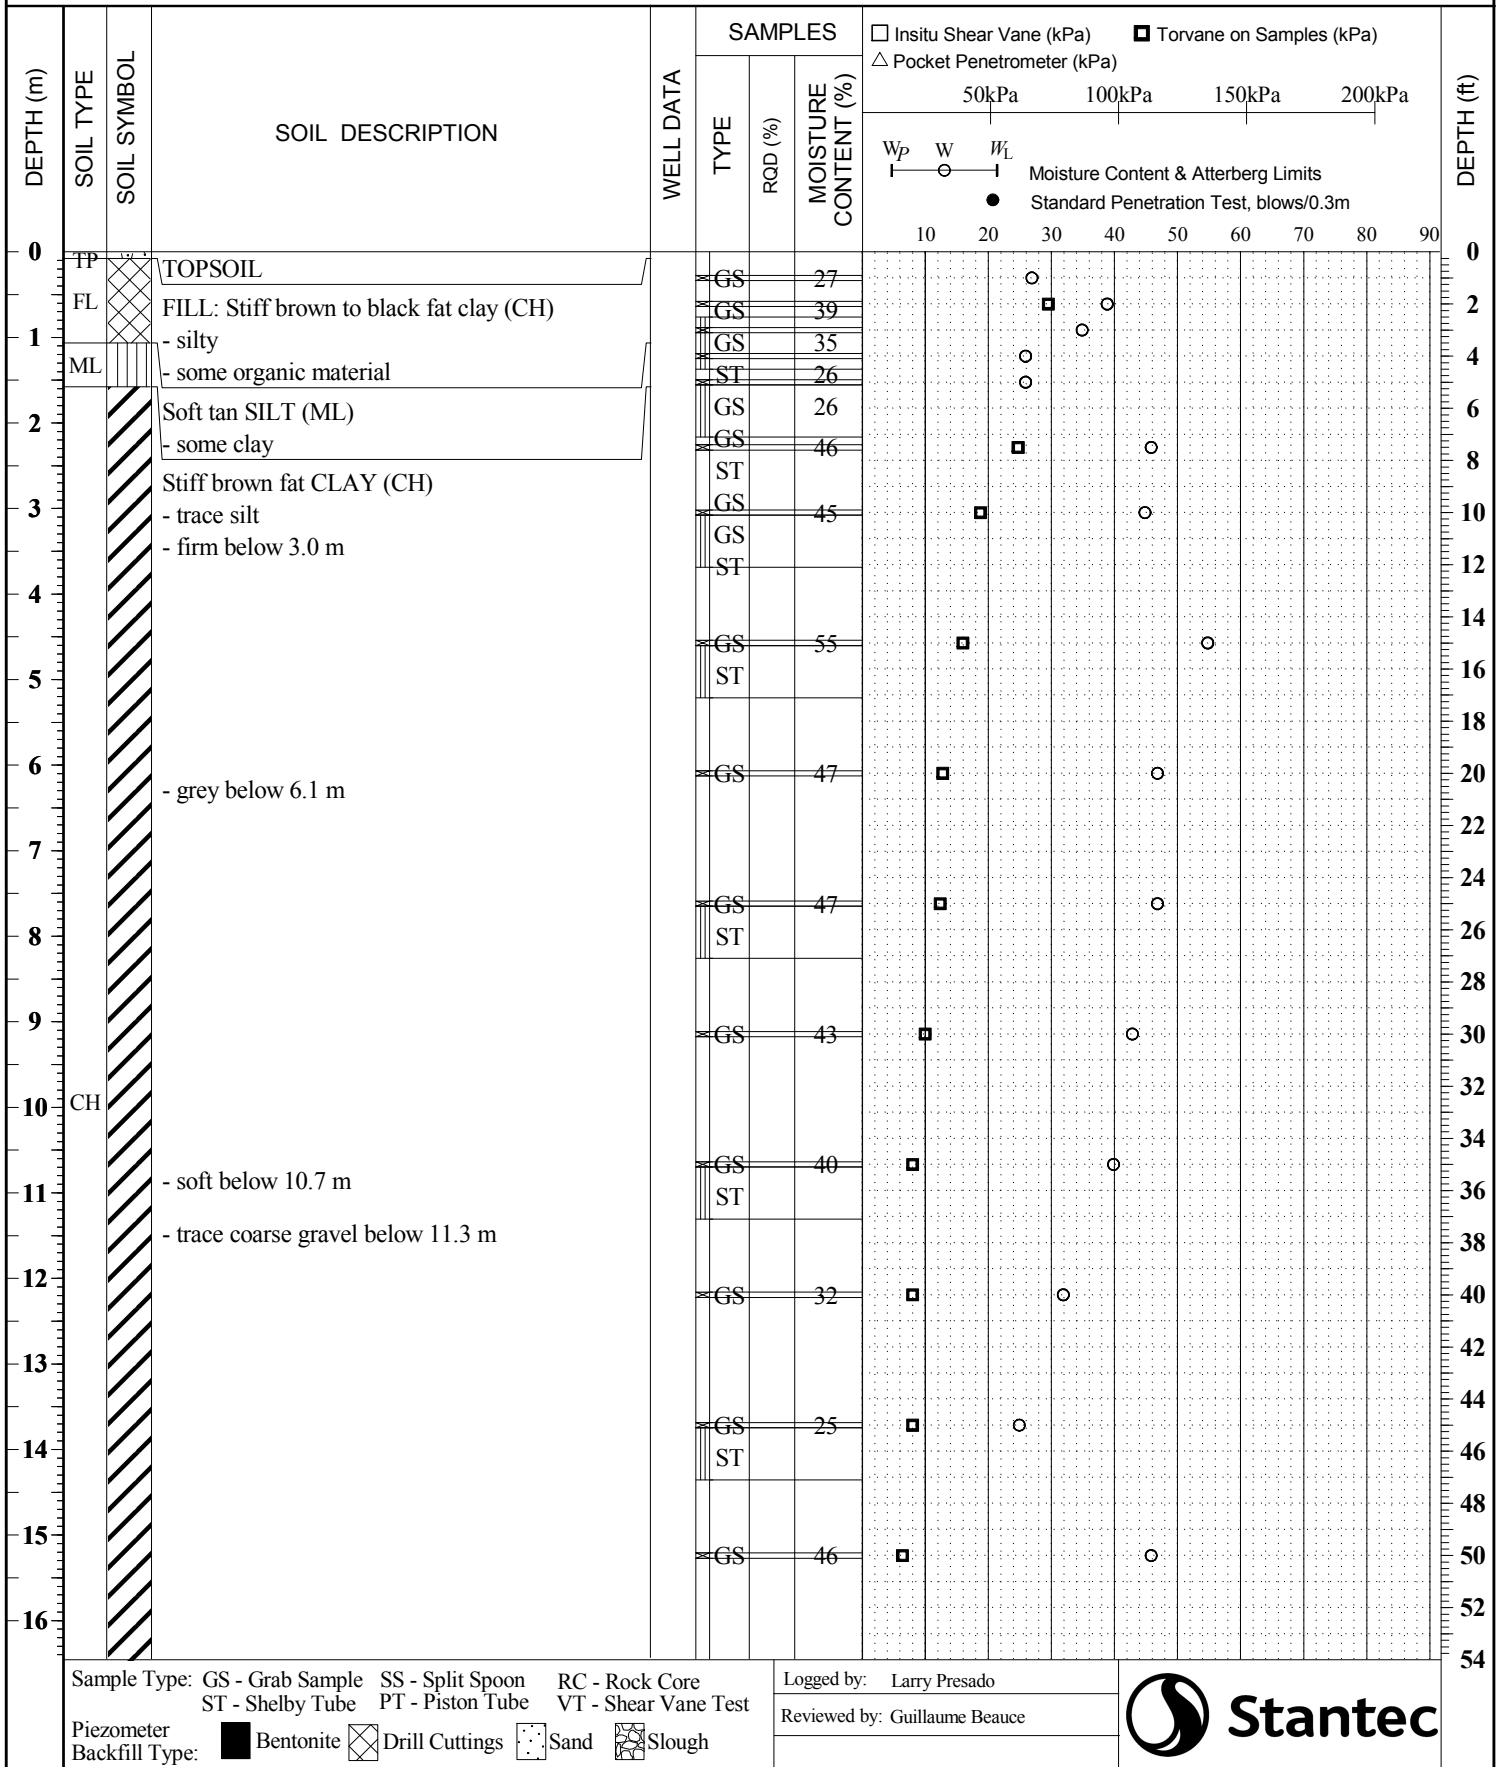 DEPTH (m)
SOIL TYPE
SOIL SYMBOL
SOIL DESCRIPTION
WELL DATA
SAMPLES
TYPE
RQD (%)
MOISTURE
CONTENT (%)
Insitu Shear Vane (kPa) Torvane on Samples (kPa)
Pocket Penetrometer (kPa)
50kPa 100kPa 150kPa 200kPa
WP W WL
Moisture Content & Atterberg Limits
Standard Penetration Test, blows/0.3m
10 20 30 40 50 60 70 80 90
DEPTH (ft)
0 TP TOPSOIL 0
GS 27
FL FILL: Stiff brown to black fat clay (CH) GS 39 2
1 - silty GS 35
ML - some organic material ST 26 4
2 Soft tan SILT (ML) GS 26 6
- some clay GS 46
ST 8
Stiff brown fat CLAY (CH)
GS
3 - trace silt 45 10
- firm below 3.0 m GS
ST 12
4 14
GS 55
5 ST 16
18
6 GS 47 20
- grey below 6.1 m
22
7
24
GS 47
8 ST 26
28
9 GS 43 30
32
10 CH
34
GS 40
11 - soft below 10.7 m ST 36
- trace coarse gravel below 11.3 m 38
12 GS 32 40
42
13
44
GS 25
14 ST 46
48
15 GS 46 50
16 52
54
Sample Type: GS - Grab Sample SS - Split Spoon RC - Rock Core
ST - Shelby Tube PT - Piston Tube VT - Shear Vane Test
Piezometer
Backfill Type: Bentonite Drill Cuttings Sand Slough
Logged by: Larry Presado
Reviewed by: Guillaume Beauce
Stantec